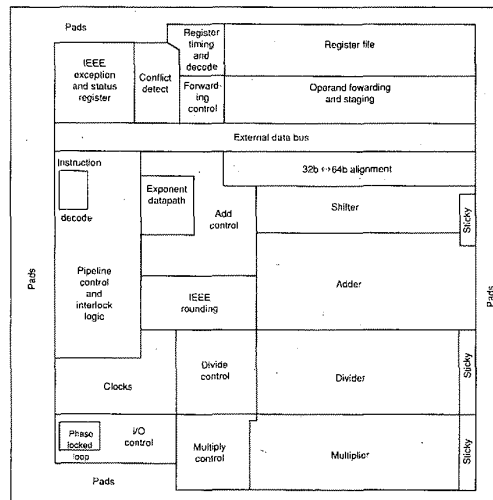 Pads
Register
timing
and
decode
Register file
IEEE
exception
and status
register
Conflict
detect
Forward-
ing
control
Operand fowarding
and staging
External data bus
Instruction
decode
32b ↔ 64b alignment
Exponent
datapath
Add
control
Shifter
Sticky
Pads
Pipeline
control
and
interlock
logic
IEEE
rounding
Adder
Pads
Clocks
Divide
control
Divider
Sticky
Phase
locked
loop
I/O
control
Multiply
control
Multiplier
Sticky
Pads